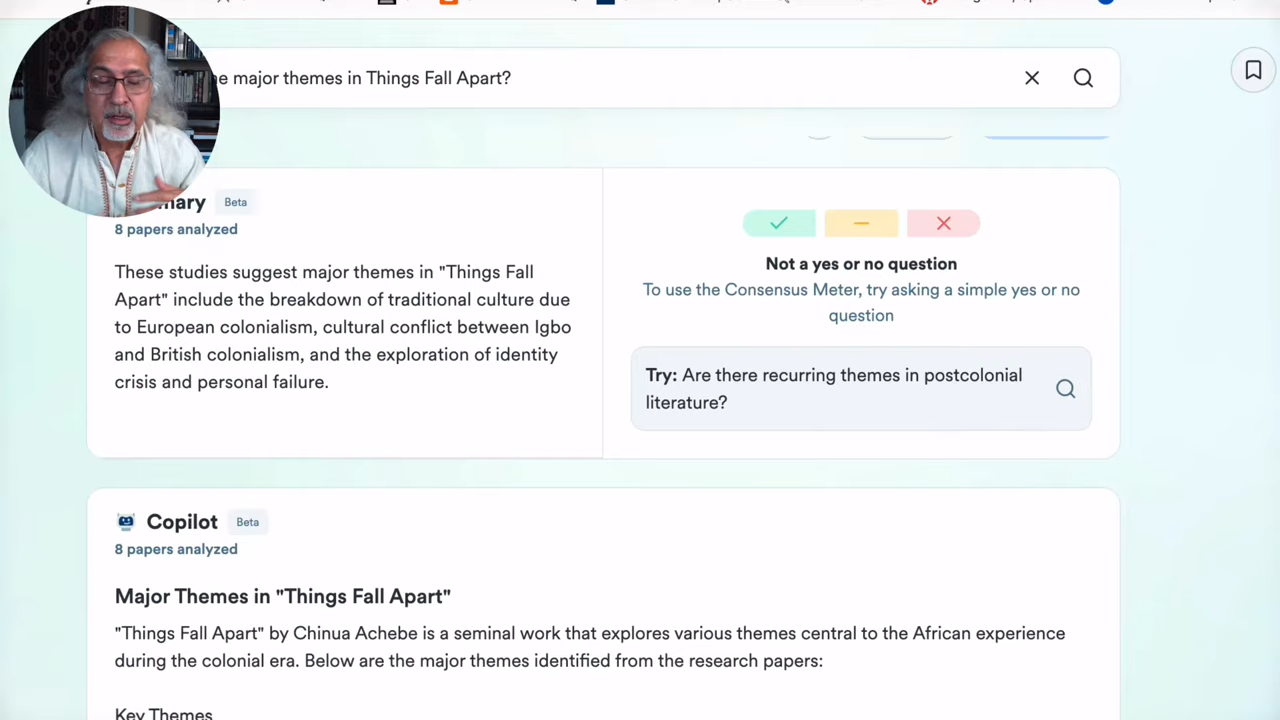 major themes in Things Fall Apart?
Beta
8 papers analyzed
These studies suggest major themes in "Things Fall
Apart" include the breakdown of traditional culture due
to European colonialism, cultural conflict between Igbo
and British colonialism, and the exploration of identity
crisis and personal failure.
Not a yes or no question
To use the Consensus Meter, try asking a simple yes or no
question
Try: Are there recurring themes in postcolonial
literature?
Copilot Beta
8 papers analyzed
Major Themes in "Things Fall Apart"
"Things Fall Apart" by Chinua Achebe is a seminal work that explores various themes central to the African experience
during the colonial era. Below are the major themes identified from the research papers:
Key Themes